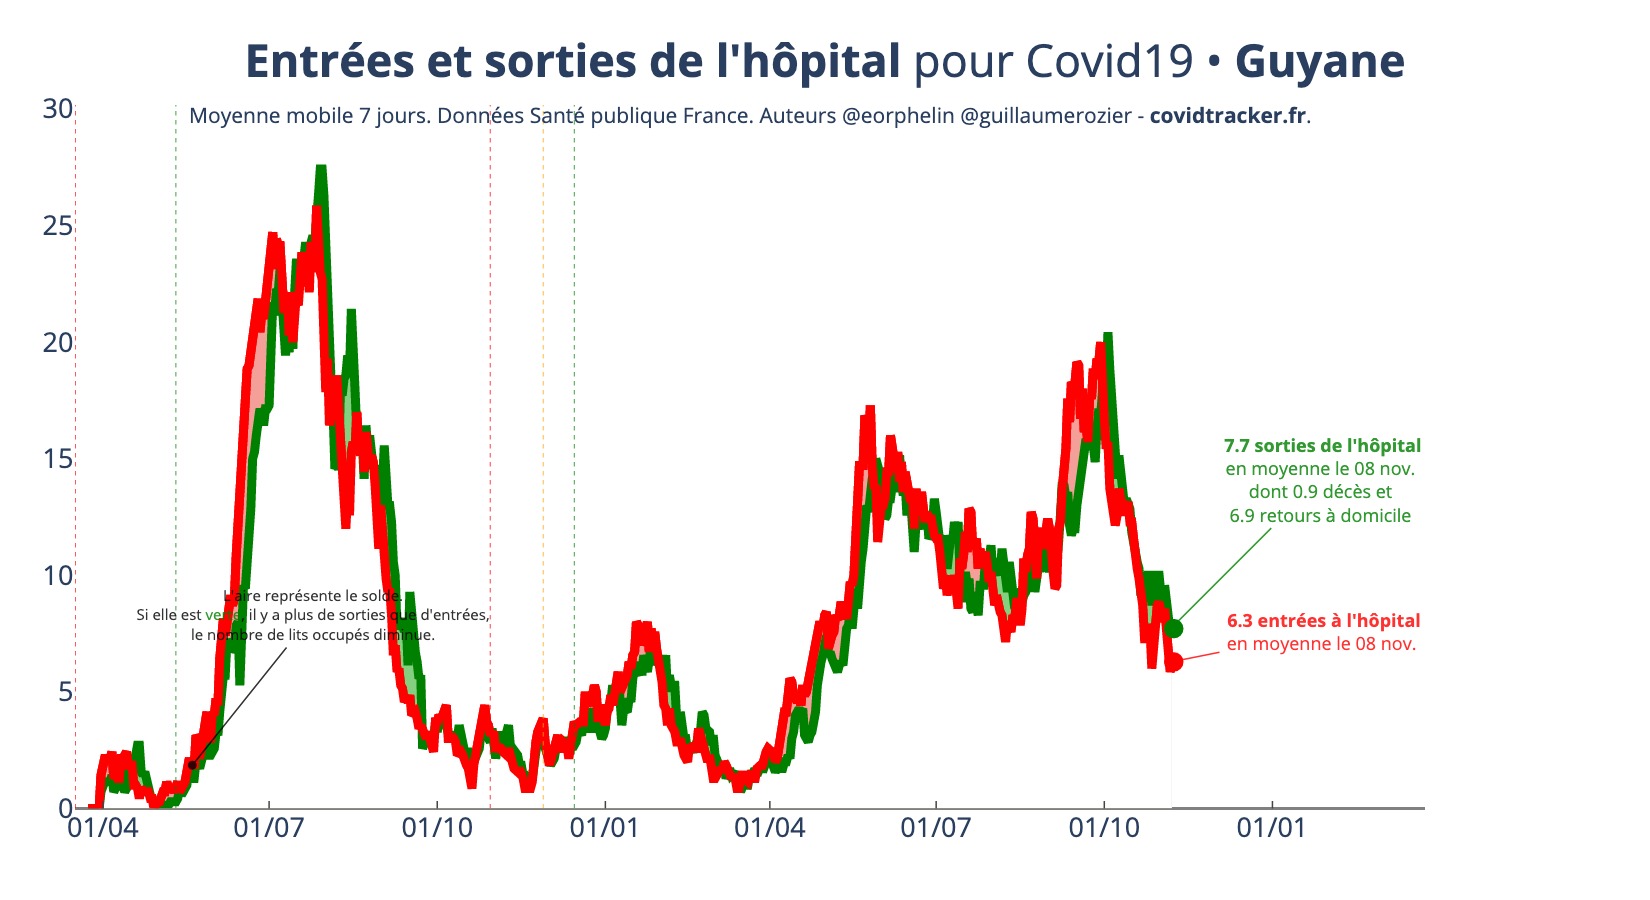 Entrées et sorties de l'hôpital pour Covid19 • Guyane
Moyenne mobile 7 jours. Données Santé publique France. Auteurs @eorphelin @guillaumerozier - covidtracker.fr.
30
25
20
15
10
5
0
L'aire représente le solde.
Si elle est verte, il y a plus de sorties que d'entrées,
le nombre de lits occupés diminue.
7.7 sorties de l'hôpital
en moyenne le 08 nov.
dont 0.9 décès et
6.9 retours à domicile
6.3 entrées à l'hôpital
en moyenne le 08 nov.
01/04 01/07 01/10 01/01 01/04 01/07 01/10 01/01